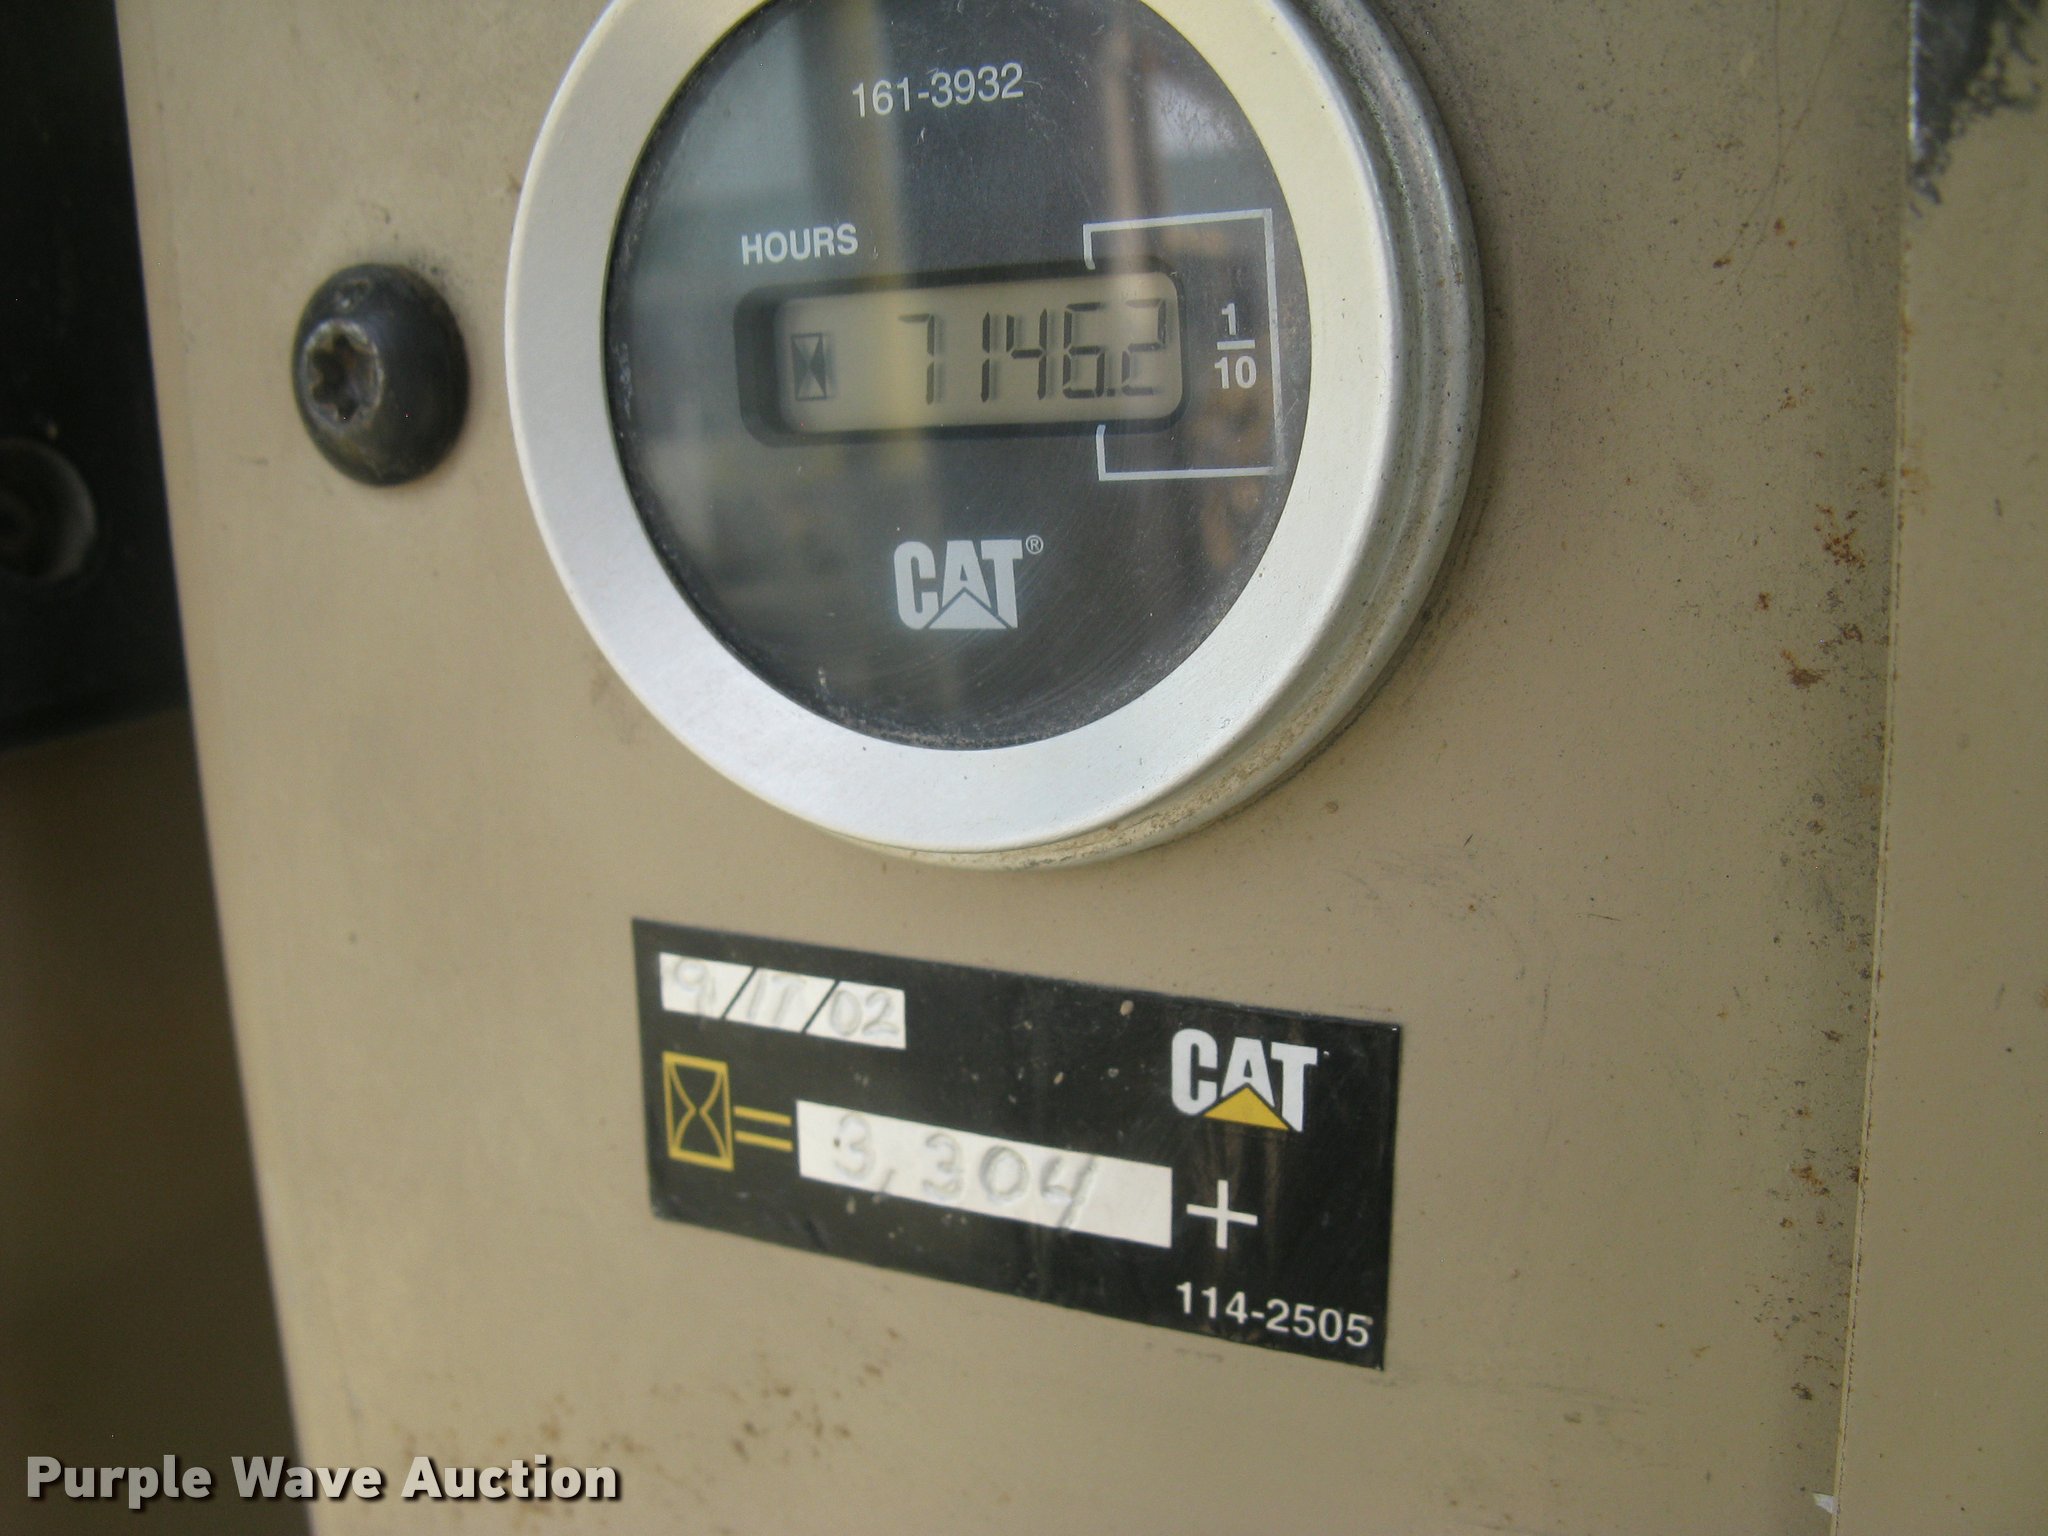 161-3932
HOURS
7146.2
1
10
CAT®
9/17/02
CAT
= 3,304 +
114-2505
Purple Wave Auction